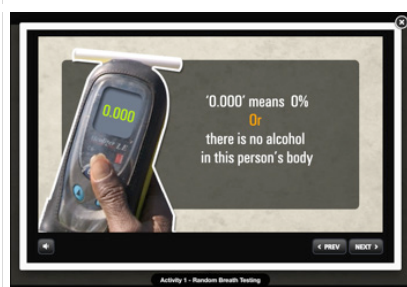 0.000
'0.000' means 0%
Or
there is no alcohol
in this person's body
< PREV
NEXT >
Activity 1 - Random Breath Testing